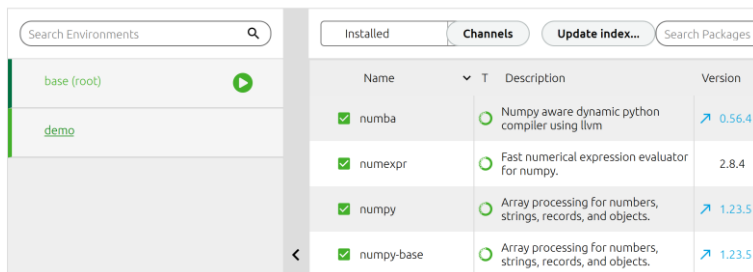 Search Environments
Installed
Channels
Update index...
Search Packages
base (root)
demo
Name
T
Description
Version
numba
Numpy aware dynamic python
compiler using llvm
0.56.4
numexpr
Fast numerical expression evaluator
for numpy.
2.8.4
numpy
Array processing for numbers,
strings, records, and objects.
1.23.5
numpy-base
Array processing for numbers,
strings, records, and objects.
1.23.5